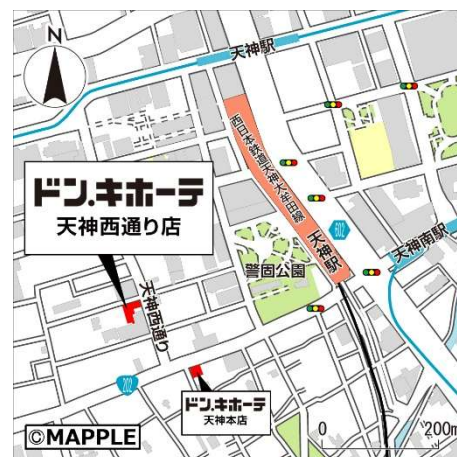 N
天神駅
西日本鉄道天神大牟田線
天神駅
602
天神南駅
ドン.キホーテ
天神西通り店
天神西通り
警固公園
202
ドン.キホーテ
天神本店
©MAPPLE
0 200m